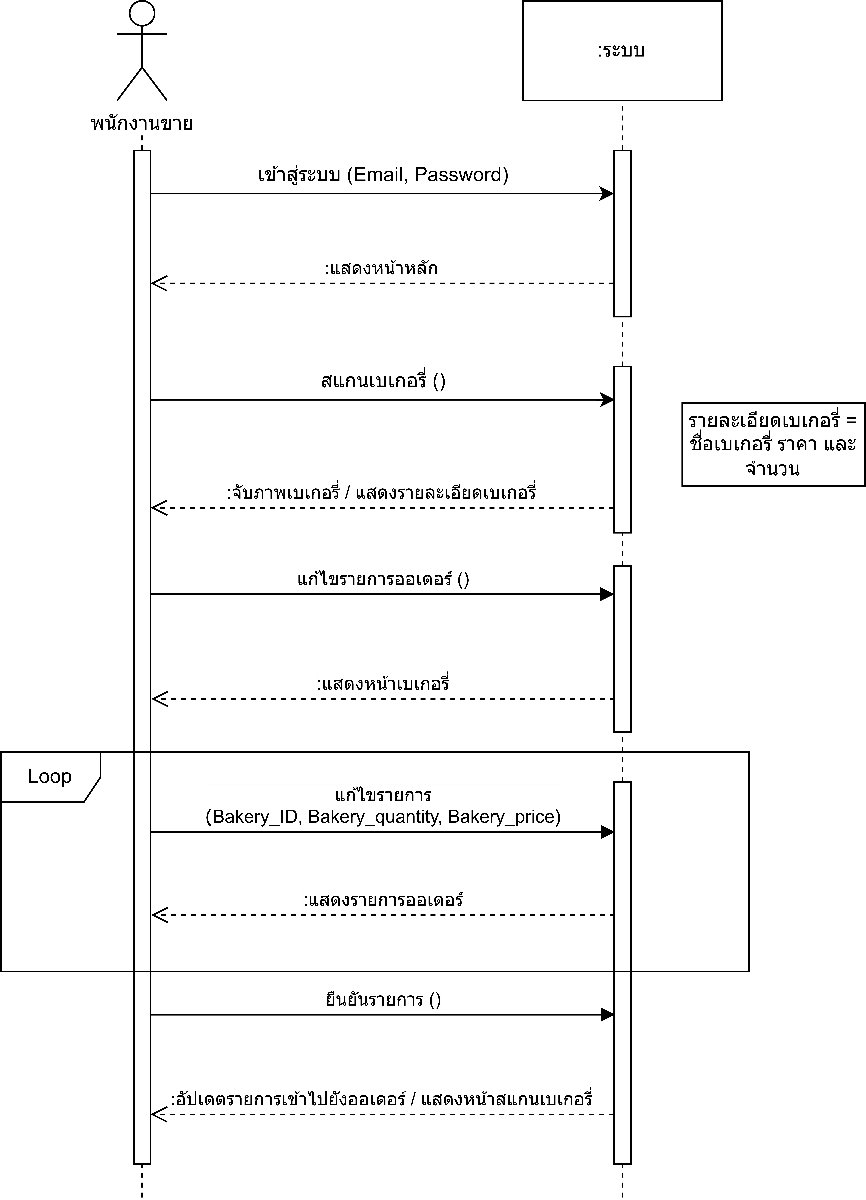 :ระบบ
พนักงานขาย
เข้าสู่ระบบ (Email, Password)
:แสดงหน้าหลัก
สแกนเบเกอรี่ ()
รายละเอียดเบเกอรี่ =
ชื่อเบเกอรี่ ราคา และ
จำนวน
:จับภาพเบเกอรี่ / แสดงรายละเอียดเบเกอรี่
แก้ไขรายการออเดอร์ ()
:แสดงหน้าเบเกอรี่
Loop
แก้ไขรายการ
(Bakery_ID, Bakery_quantity, Bakery_price)
:แสดงรายการออเดอร์
ยืนยันรายการ ()
:อัปเดตรายการเข้าไปยังออเดอร์ / แสดงหน้าสแกนเบเกอรี่